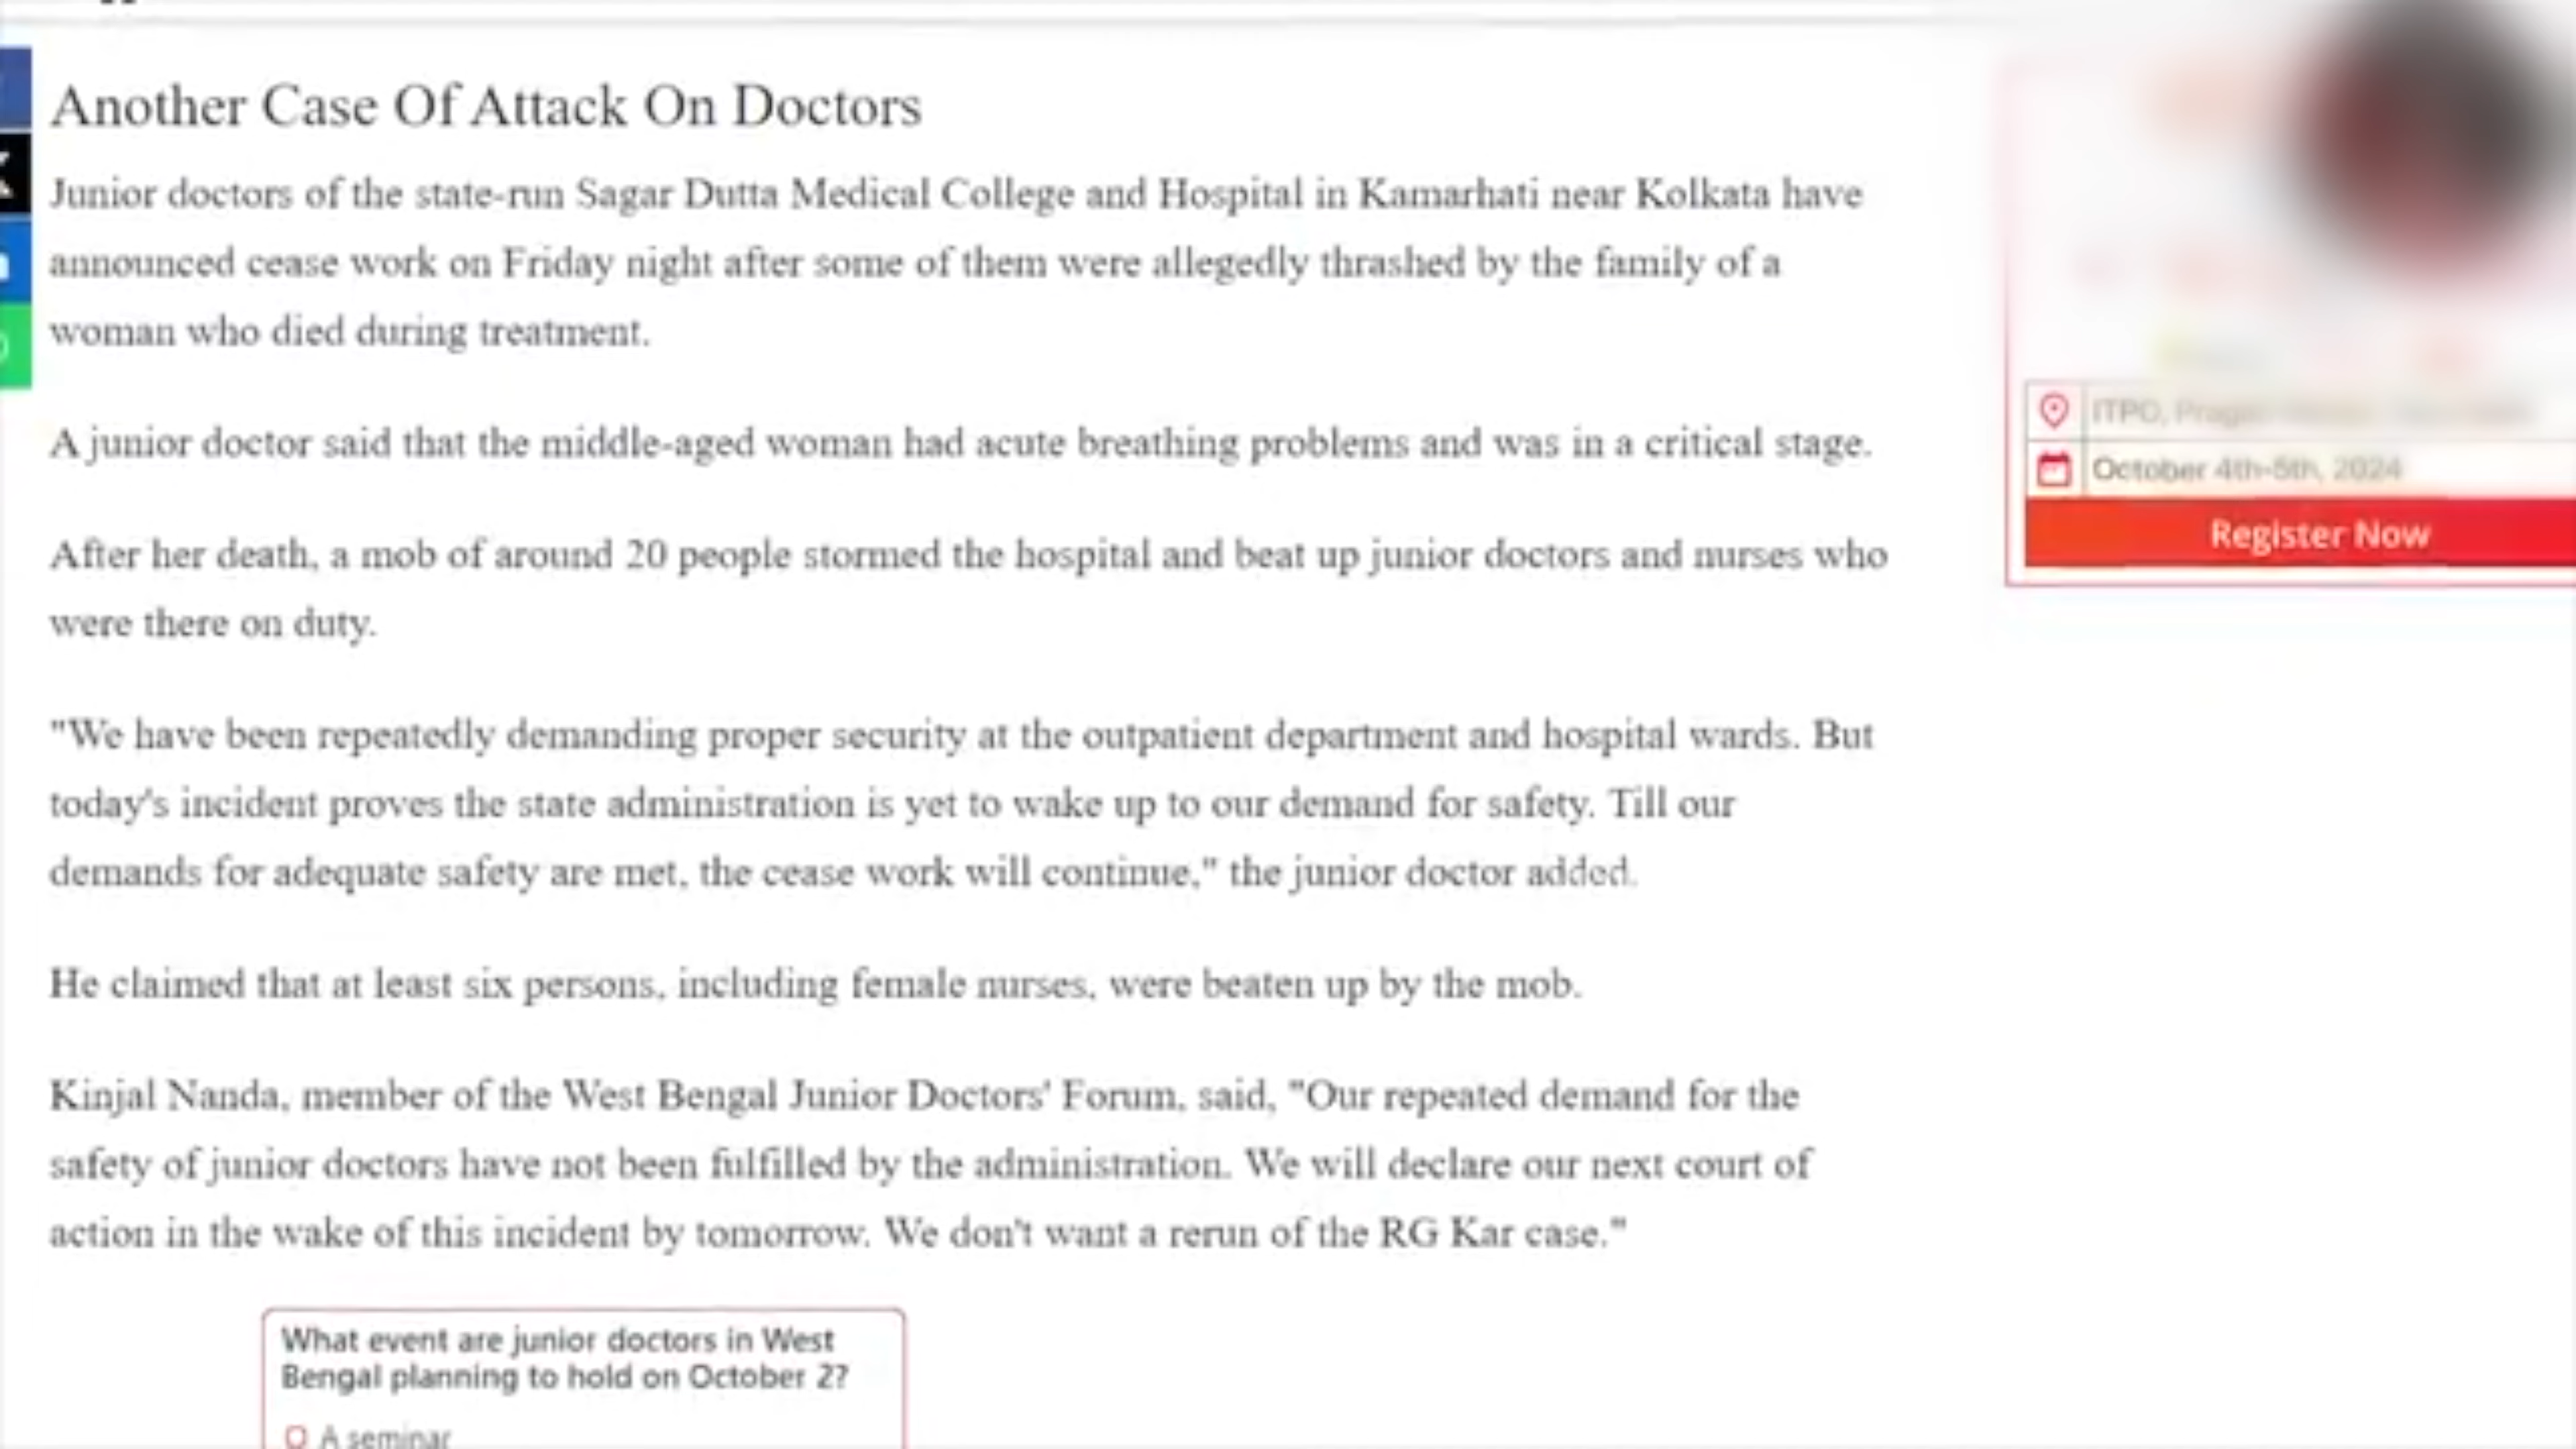 Another Case Of Attack On Doctors
Junior doctors of the state-run Sagar Dutta Medical College and Hospital in Kamarhati near Kolkata have
announced cease work on Friday night after some of them were allegedly thrashed by the family of a
woman who died during treatment.
A junior doctor said that the middle-aged woman had acute breathing problems and was in a critical stage.
After her death, a mob of around 20 people stormed the hospital and beat up junior doctors and nurses who
were there on duty.
"We have been repeatedly demanding proper security at the outpatient department and hospital wards. But
today's incident proves the state administration is yet to wake up to our demand for safety. Till our
demands for adequate safety are met, the cease work will continue," the junior doctor added.
He claimed that at least six persons, including female nurses, were beaten up by the mob.
Kinjal Nanda, member of the West Bengal Junior Doctors' Forum, said, "Our repeated demand for the
safety of junior doctors have not been fulfilled by the administration. We will declare our next court of
action in the wake of this incident by tomorrow. We don't want a rerun of the RG Kar case."
What event are junior doctors in West
Bengal planning to hold on October 2?
A seminar
ITPO,
October 4th-5th, 2024
Register Now